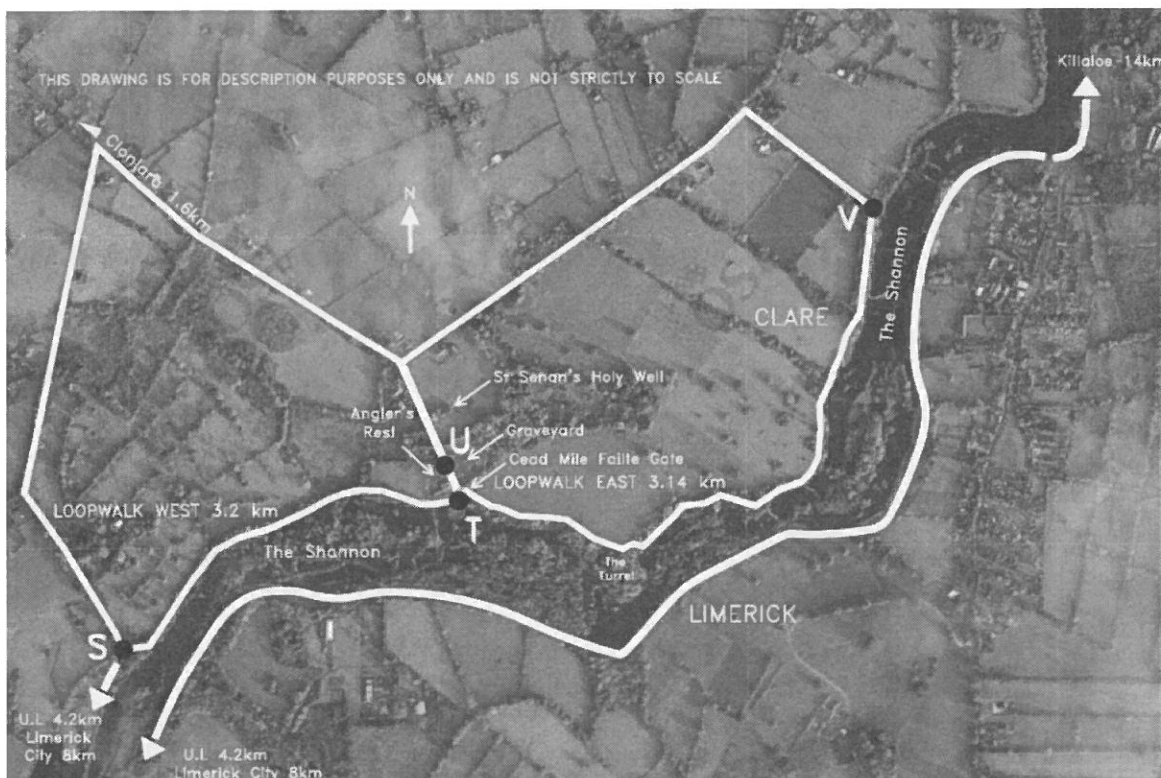 THIS DRAWING IS FOR DESCRIPTION PURPOSES ONLY AND IS NOT STRICTLY TO SCALE
Killaloe 14km
Clonlara 1.6km
N
V
The Shannon
CLARE
St Senan's Holy Well
Angler's
Rest
U
Graveyard
Cead Mile Failte Gate
LOOPWALK EAST 3.14 km
LOOPWALK WEST 3.2 km
T
The Shannon
The
Turret
LIMERICK
S
U.L 4.2km
Limerick
City 8km
U.L 4.2km
Limerick City 8km